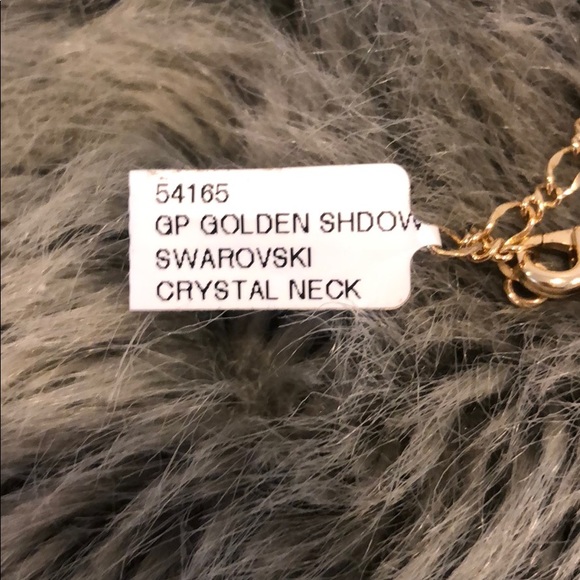 54165
GP GOLDEN SHDOW
SWAROVSKI
CRYSTAL NECK